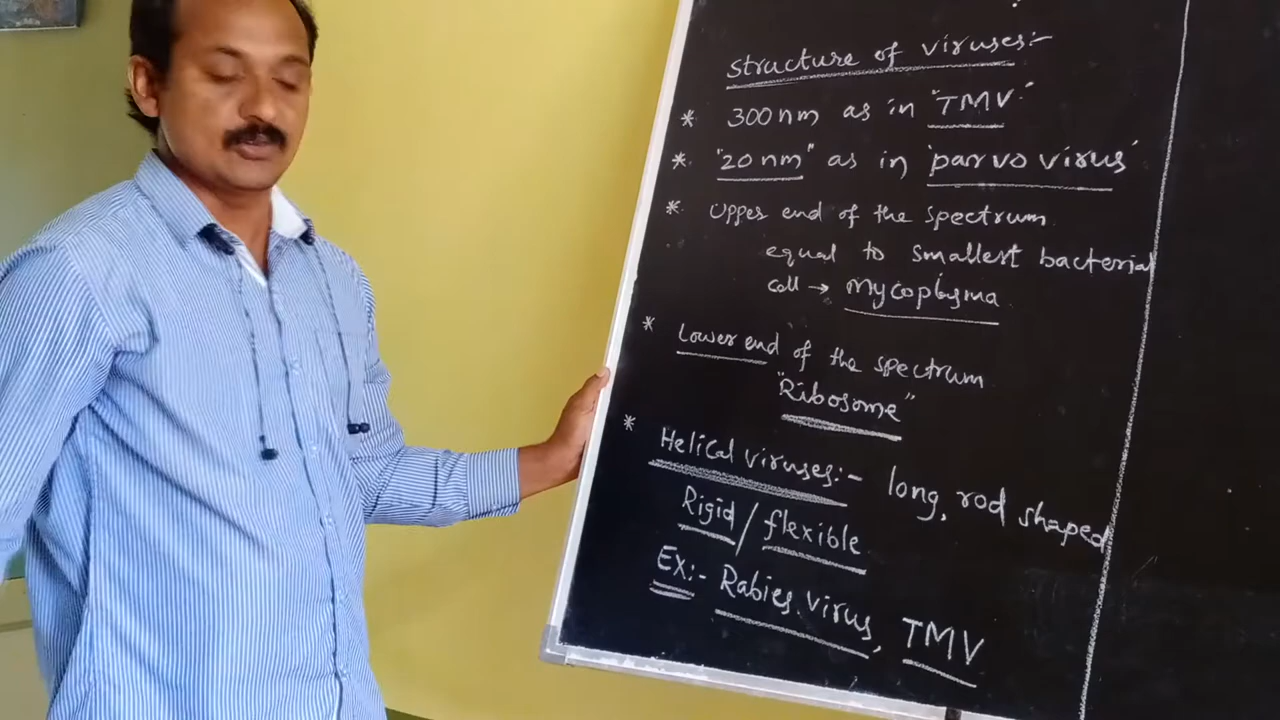 structure of viruses:-
* 300nm as in "TMV"
* "20 nm" as in 'parvo virus'
* Upper end of the spectrum
equal to smallest bacterial
cell → mycoplasma
* Lower end of the spectrum
"Ribosome"
* Helical viruses:- long, rod shaped
Rigid/flexible
Ex:- Rabies virus, TMV